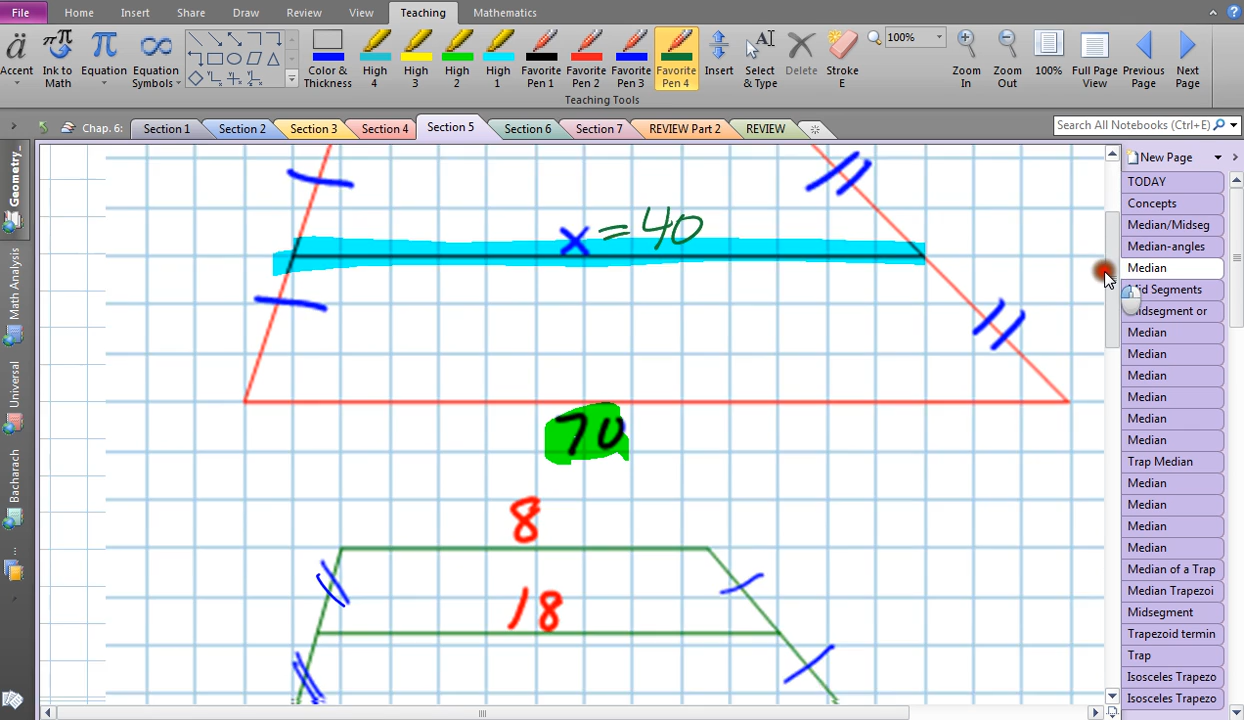 File Home Insert Share Draw Review View Teaching Mathematics
ä Accent
Ink to Math
π Equation
∞ Equation Symbols
Color & Thickness
High 4
High 3
High 2
High 1
Favorite Pen 1
Favorite Pen 2
Favorite Pen 3
Favorite Pen 4
Insert
Select & Type
Delete
Stroke Eraser
100%
Zoom In
Zoom Out
100%
Full Page View
Previous Page
Next Page
Teaching Tools
Chap. 6: Section 1 Section 2 Section 3 Section 4 Section 5 Section 6 Section 7 REVIEW Part 2 REVIEW
Search All Notebooks (Ctrl+E)
Geometry_
Math Analysis
Universal
Bacharach
x = 40
70
8
18
New Page
TODAY
Concepts
Median/Midseg
Median-angles
Median
Mid Segments
Midsegment or
Median
Median
Median
Median
Median
Median
Trap Median
Median
Median
Median
Median
Median of a Trap
Median Trapezoi
Midsegment
Trapezoid termin
Trap
Isosceles Trapezo
Isosceles Trapezo